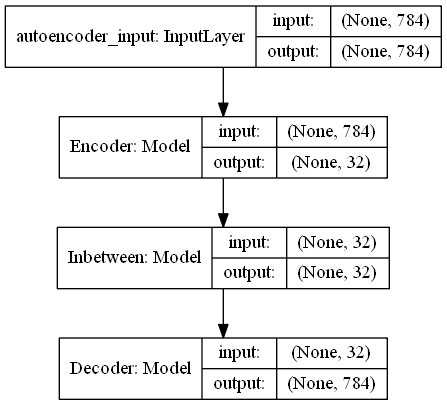 autoencoder_input: InputLayer
input: (None, 784)
output: (None, 784)
Encoder: Model
input: (None, 784)
output: (None, 32)
Inbetween: Model
input: (None, 32)
output: (None, 32)
Decoder: Model
input: (None, 32)
output: (None, 784)